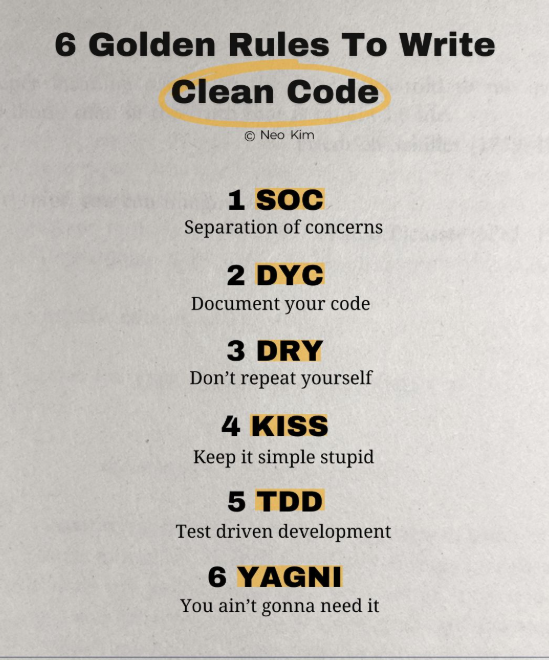 6 Golden Rules To Write
Clean Code
© Neo Kim
1 SOC
Separation of concerns
2 DYC
Document your code
3 DRY
Don’t repeat yourself
4 KISS
Keep it simple stupid
5 TDD
Test driven development
6 YAGNI
You ain’t gonna need it